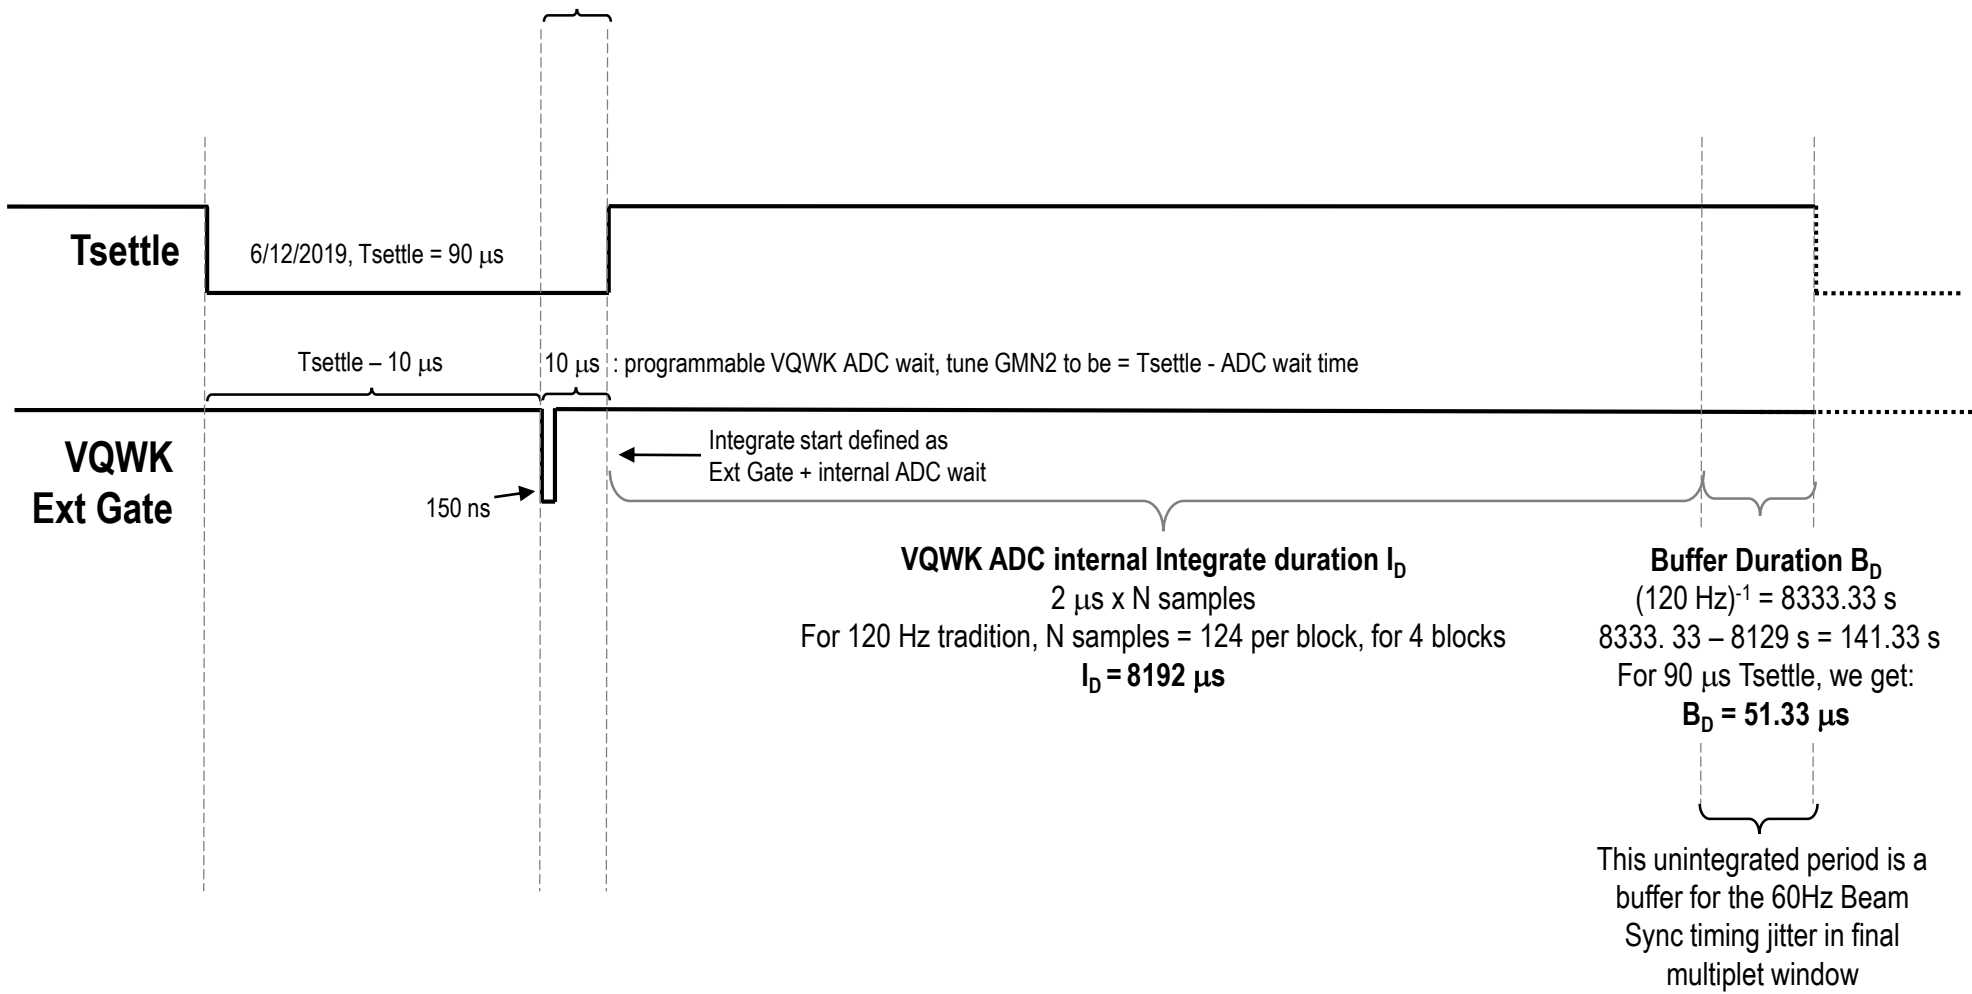 Tsettle
6/12/2019, Tsettle = 90 μs
Tsettle – 10 μs
10 μs : programmable VQWK ADC wait, tune GMN2 to be = Tsettle - ADC wait time
VQWK
Ext Gate
150 ns
Integrate start defined as
Ext Gate + internal ADC wait
VQWK ADC internal Integrate duration I_D
2 μs x N samples
For 120 Hz tradition, N samples = 124 per block, for 4 blocks
I_D = 8192 μs
Buffer Duration B_D
(120 Hz)^-1 = 8333.33 s
8333. 33 – 8129 s = 141.33 s
For 90 μs Tsettle, we get:
B_D = 51.33 μs
This unintegrated period is a
buffer for the 60Hz Beam
Sync timing jitter in final
multiplet window